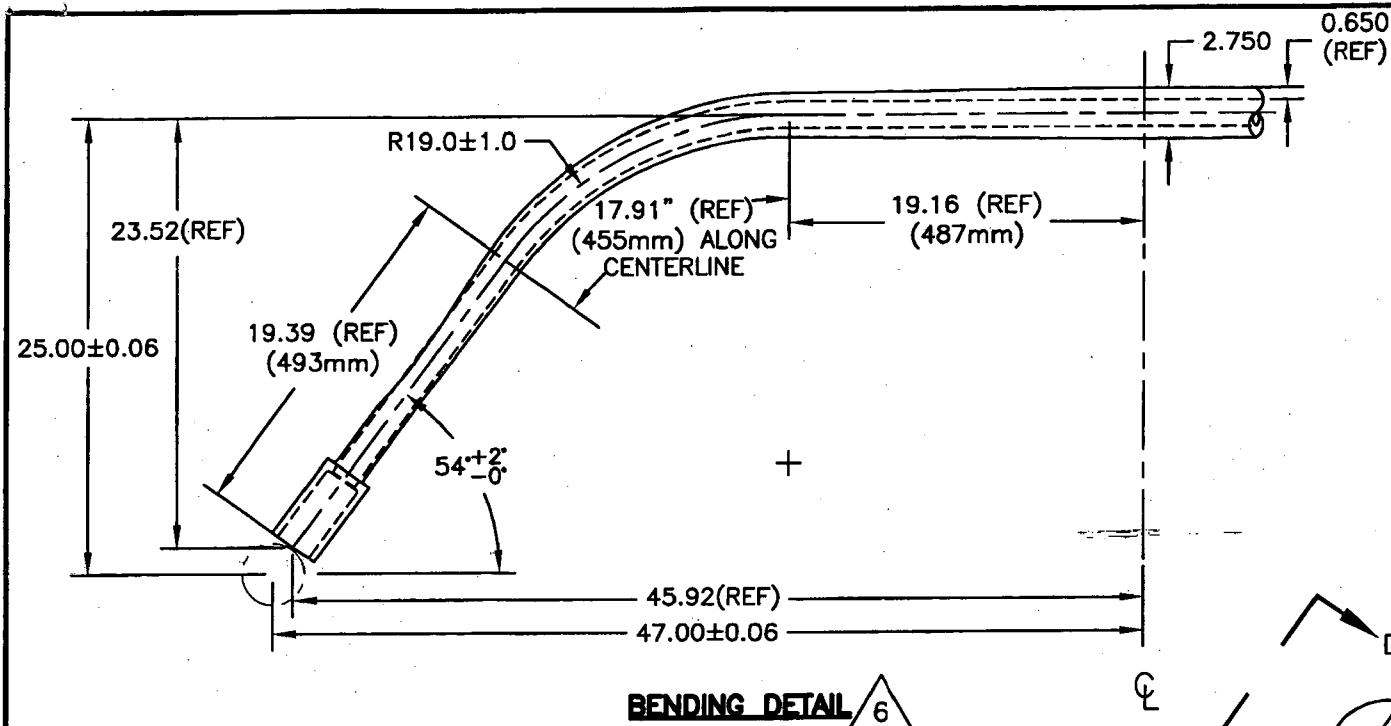 0.650
(REF)
2.750
R19.0±1.0
17.91" (REF)
(455mm) ALONG
CENTERLINE
19.16 (REF)
(487mm)
23.52(REF)
19.39 (REF)
(493mm)
25.00±0.06
54°+2°
-0°
45.92(REF)
47.00±0.06
D
BENDING DETAIL 6
℄